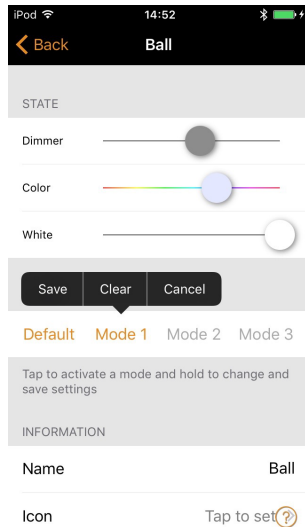 iPod 14:52
Back Ball
STATE
Dimmer
Color
White
Save Clear Cancel
Default Mode 1 Mode 2 Mode 3
Tap to activate a mode and hold to change and
save settings
INFORMATION
Name Ball
Icon Tap to set ?